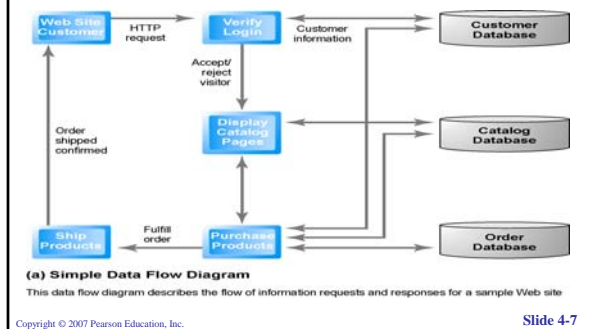 Web Site
Customer
HTTP
request
Verify
Login
Customer
information
Customer
Database
Accept/
reject
visitor
Display
Catalog
Pages
Catalog
Database
Order
shipped
confirmed
Ship
Products
Fulfill
order
Purchase
Products
Order
Database
(a) Simple Data Flow Diagram
This data flow diagram describes the flow of information requests and responses for a sample Web site
Copyright © 2007 Pearson Education, Inc.
Slide 4-7